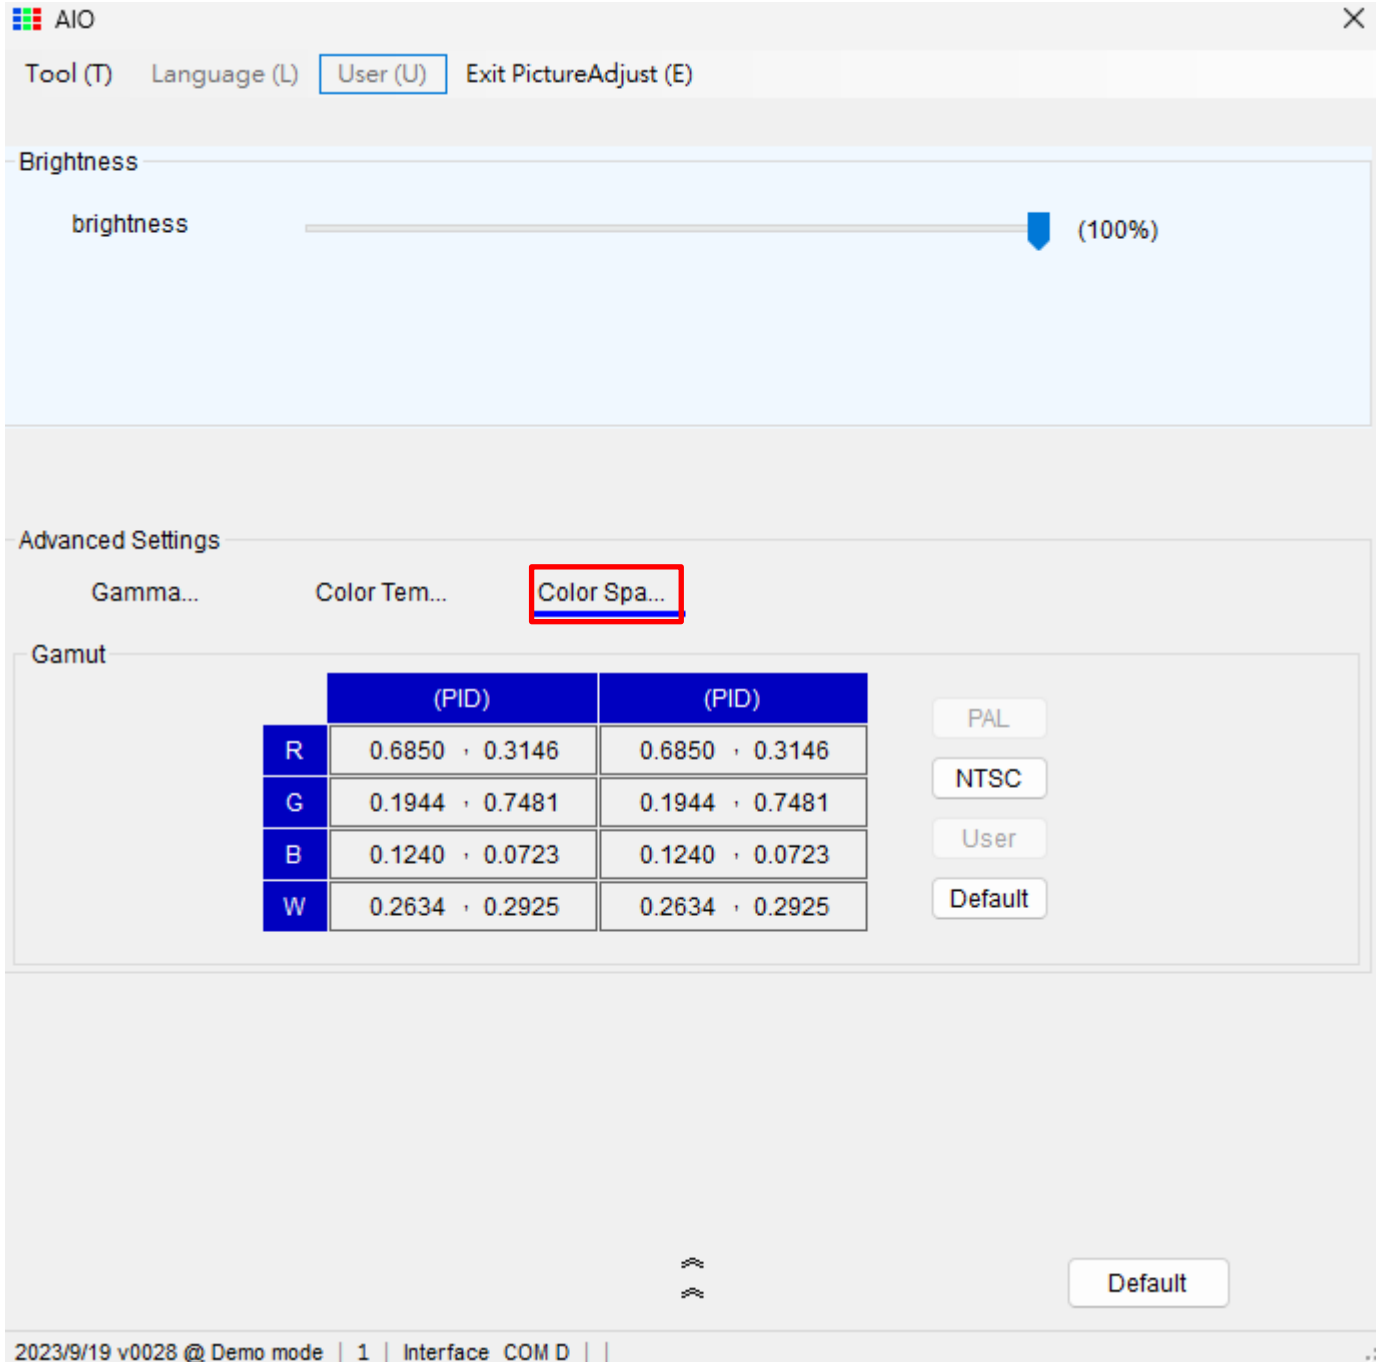 AIO
Tool (T) Language (L) User (U) Exit PictureAdjust (E)
Brightness
brightness (100%)
Advanced Settings
Gamma... Color Tem... Color Spa...
Gamut
(PID) (PID)
PAL
R 0.6850 , 0.3146 0.6850 , 0.3146
NTSC
G 0.1944 , 0.7481 0.1944 , 0.7481
User
B 0.1240 , 0.0723 0.1240 , 0.0723
Default
W 0.2634 , 0.2925 0.2634 , 0.2925
Default
2023/9/19 v0028 @ Demo mode | 1 | Interface COM D | |